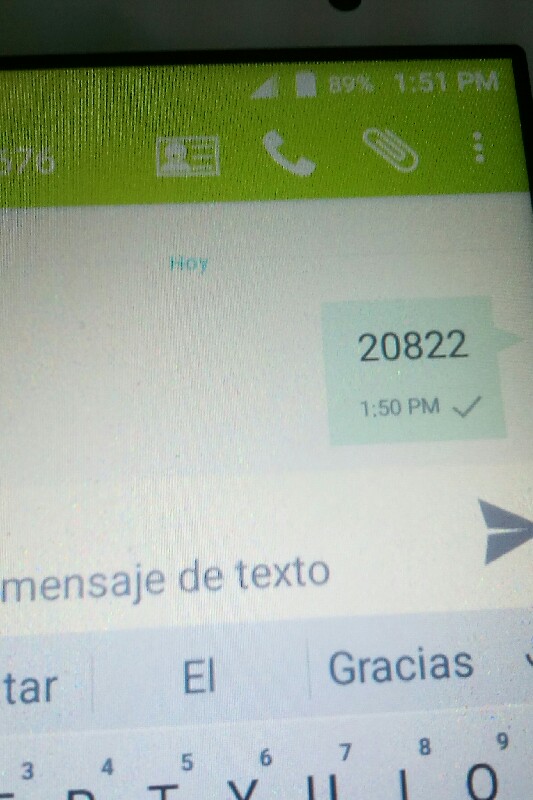 89% 1:51 PM
676
Hoy
20822
1:50 PM
mensaje de texto
tar El Gracias
3 4 5 6 7 8 9
T Y U I O